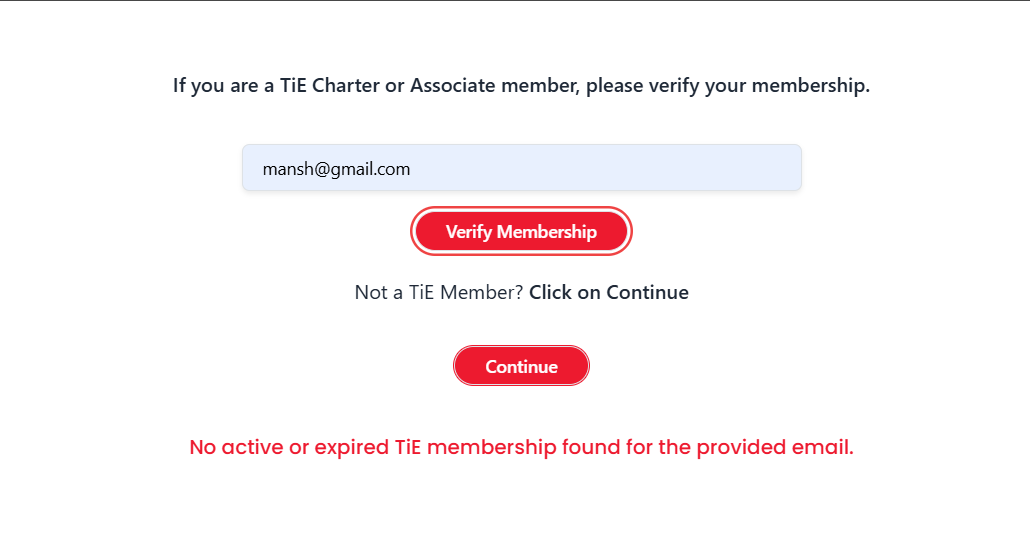 If you are a TiE Charter or Associate member, please verify your membership.
mansh@gmail.com
Verify Membership
Not a TiE Member? Click on Continue
Continue
No active or expired TiE membership found for the provided email.